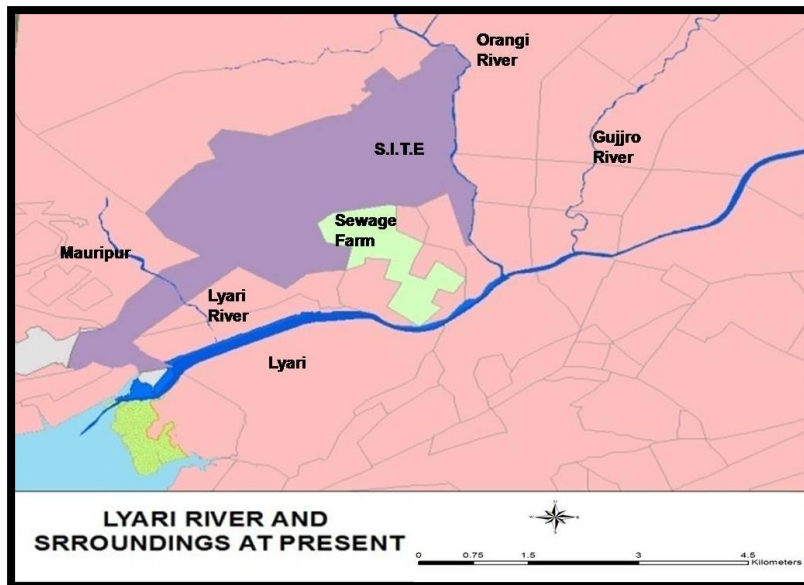 Orangi
River
S.I.T.E
Gujjro
River
Sewage
Farm
Mauripur
Lyari
River
Lyari
LYARI RIVER AND
SRROUNDINGS AT PRESENT
N
W E
S
0 0.75 1.5 3 4.5
Kilometers